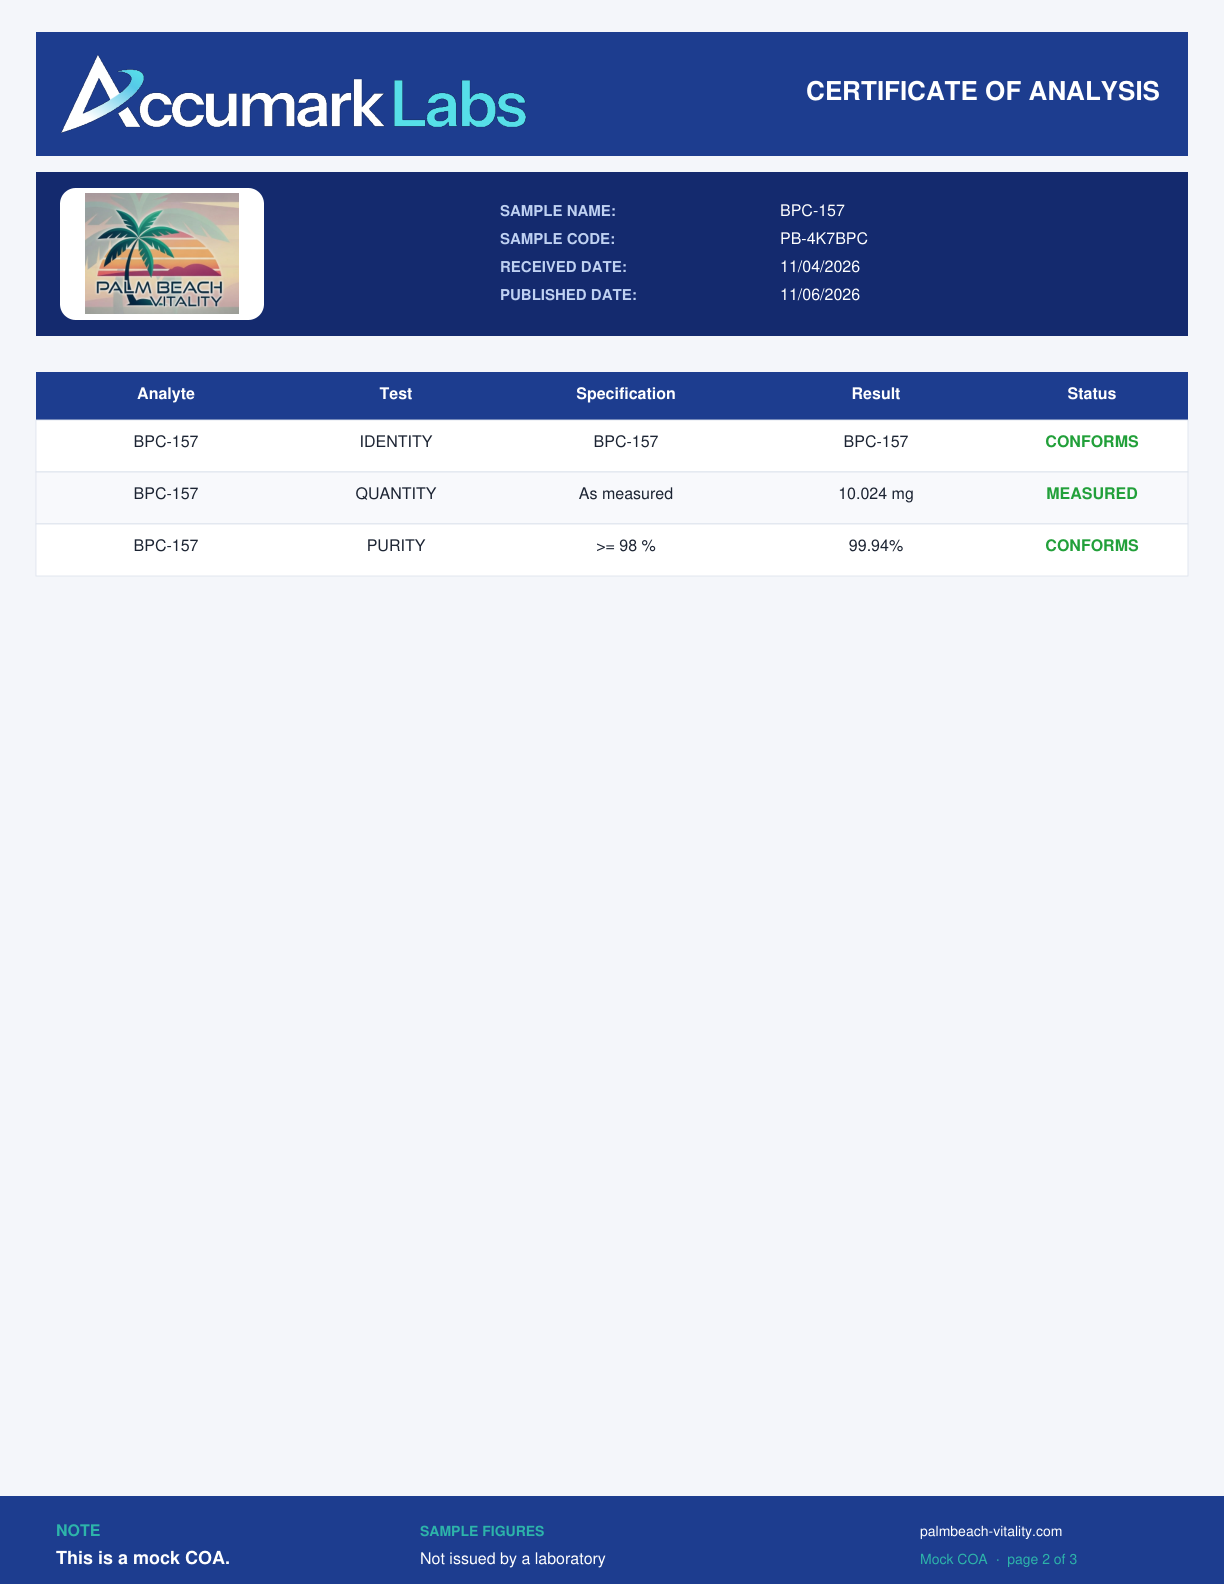 Accumark Labs
CERTIFICATE OF ANALYSIS
PALM BEACH
VITALITY
SAMPLE NAME: BPC-157
SAMPLE CODE: PB-4K7BPC
RECEIVED DATE: 11/04/2026
PUBLISHED DATE: 11/06/2026
Analyte Test Specification Result Status
BPC-157 IDENTITY BPC-157 BPC-157 CONFORMS
BPC-157 QUANTITY As measured 10.024 mg MEASURED
BPC-157 PURITY >= 98 % 99.94% CONFORMS
NOTE
This is a mock COA.
SAMPLE FIGURES
Not issued by a laboratory
palmbeach-vitality.com
Mock COA · page 2 of 3